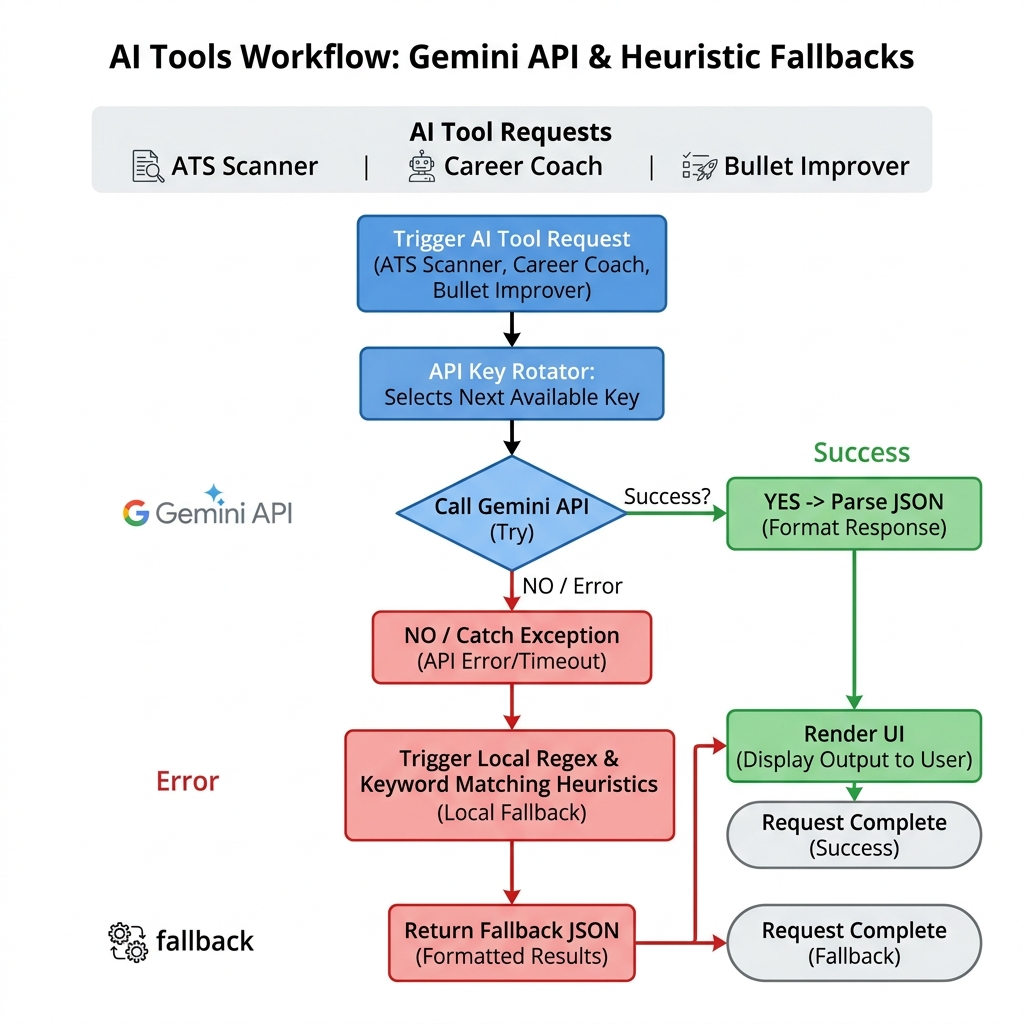 AI Tools Workflow: Gemini API & Heuristic Fallbacks
AI Tool Requests
ATS Scanner | Career Coach | Bullet Improver
Trigger AI Tool Request
(ATS Scanner, Career Coach,
Bullet Improver)
API Key Rotator:
Selects Next Available Key
Success
Gemini API
Call Gemini API
(Try)
Success?
YES -> Parse JSON
(Format Response)
NO / Error
NO / Catch Exception
(API Error/Timeout)
Error
Trigger Local Regex &
Keyword Matching Heuristics
(Local Fallback)
Render UI
(Display Output to User)
Request Complete
(Success)
fallback
Return Fallback JSON
(Formatted Results)
Request Complete
(Fallback)